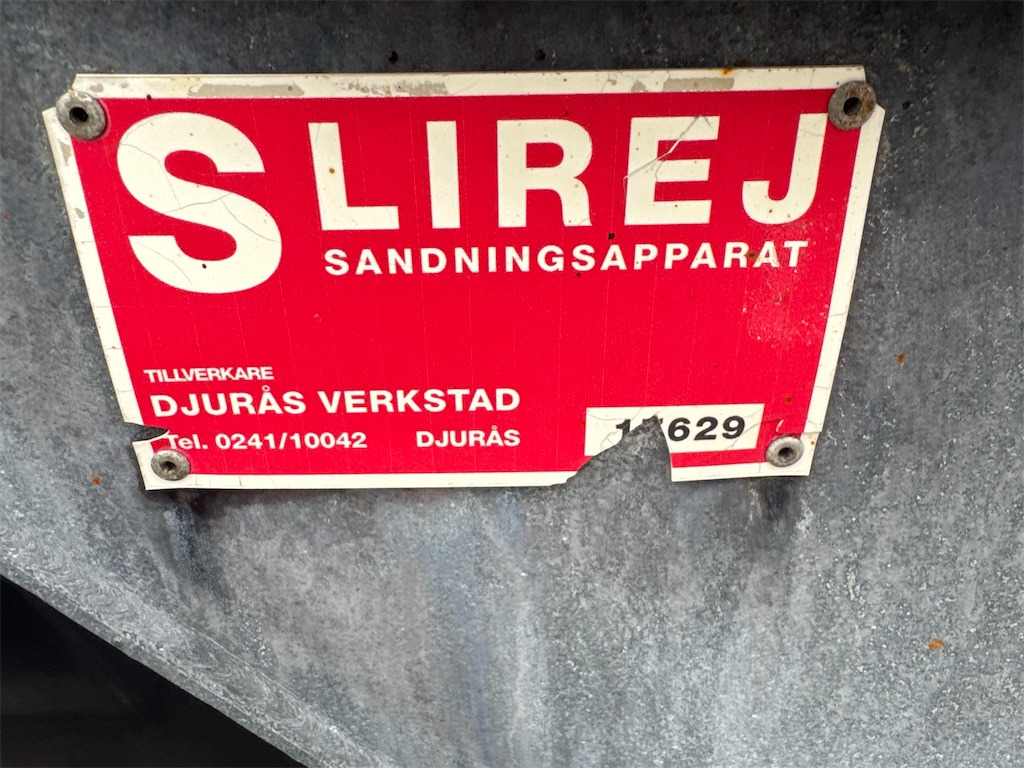 SLIREJ
SANDNINGSAPPARAT
TILLVERKARE
DJURÅS VERKSTAD
Tel. 0241/10042 DJURÅS